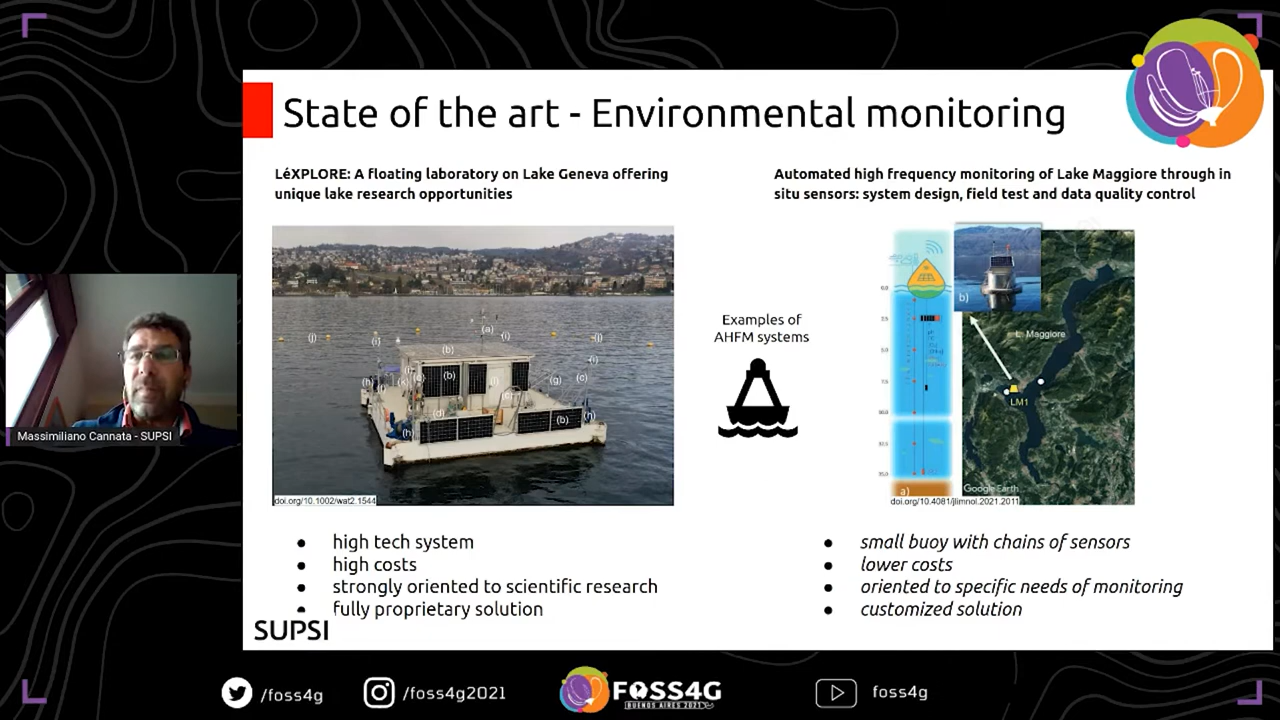 State of the art - Environmental monitoring
LéXPLORE: A floating laboratory on Lake Geneva offering
unique lake research opportunities
Automated high frequency monitoring of Lake Maggiore through in
situ sensors: system design, field test and data quality control
(a)
(j)
(i)
(i)
(j)
(b)
(i)
(b)
(g)
(c)
(h)
(d)
(b)
(h)
(h)
doi.org/10.1002/wat2.1544
Examples of
AHFM systems
b)
L. Maggiore
LM1
a)
Google Earth
doi.org/10.4081/jlimnol.2021.2011
high tech system
high costs
strongly oriented to scientific research
fully proprietary solution
small buoy with chains of sensors
lower costs
oriented to specific needs of monitoring
customized solution
SUPSI
Massimiliano Cannata - SUPSI
/foss4g
/foss4g2021
FOSS4G
BUENOS AIRES 2021
foss4g